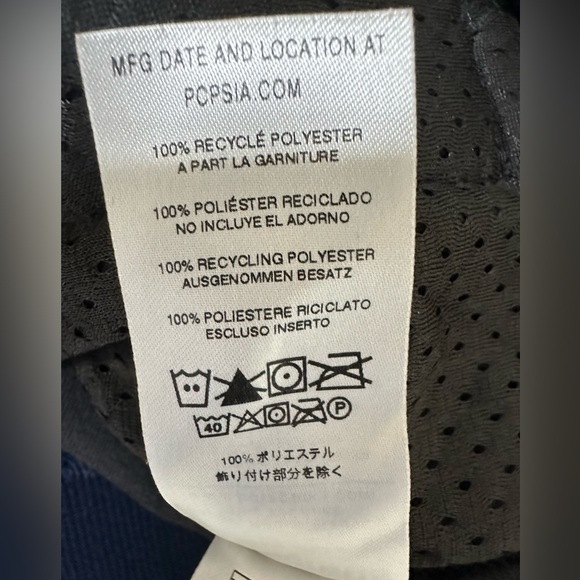 MFG DATE AND LOCATION AT
PCPSIA.COM
100% RECYCLÉ POLYESTER
A PART LA GARNITURE
100% POLIÉSTER RECICLADO
NO INCLUYE EL ADORNO
100% RECYCLING POLYESTER
AUSGENOMMEN BESATZ
100% POLIESTERE RICICLATO
ESCLUSO INSERTO
40 P
100% ポリエステル
飾り付け部分を除く